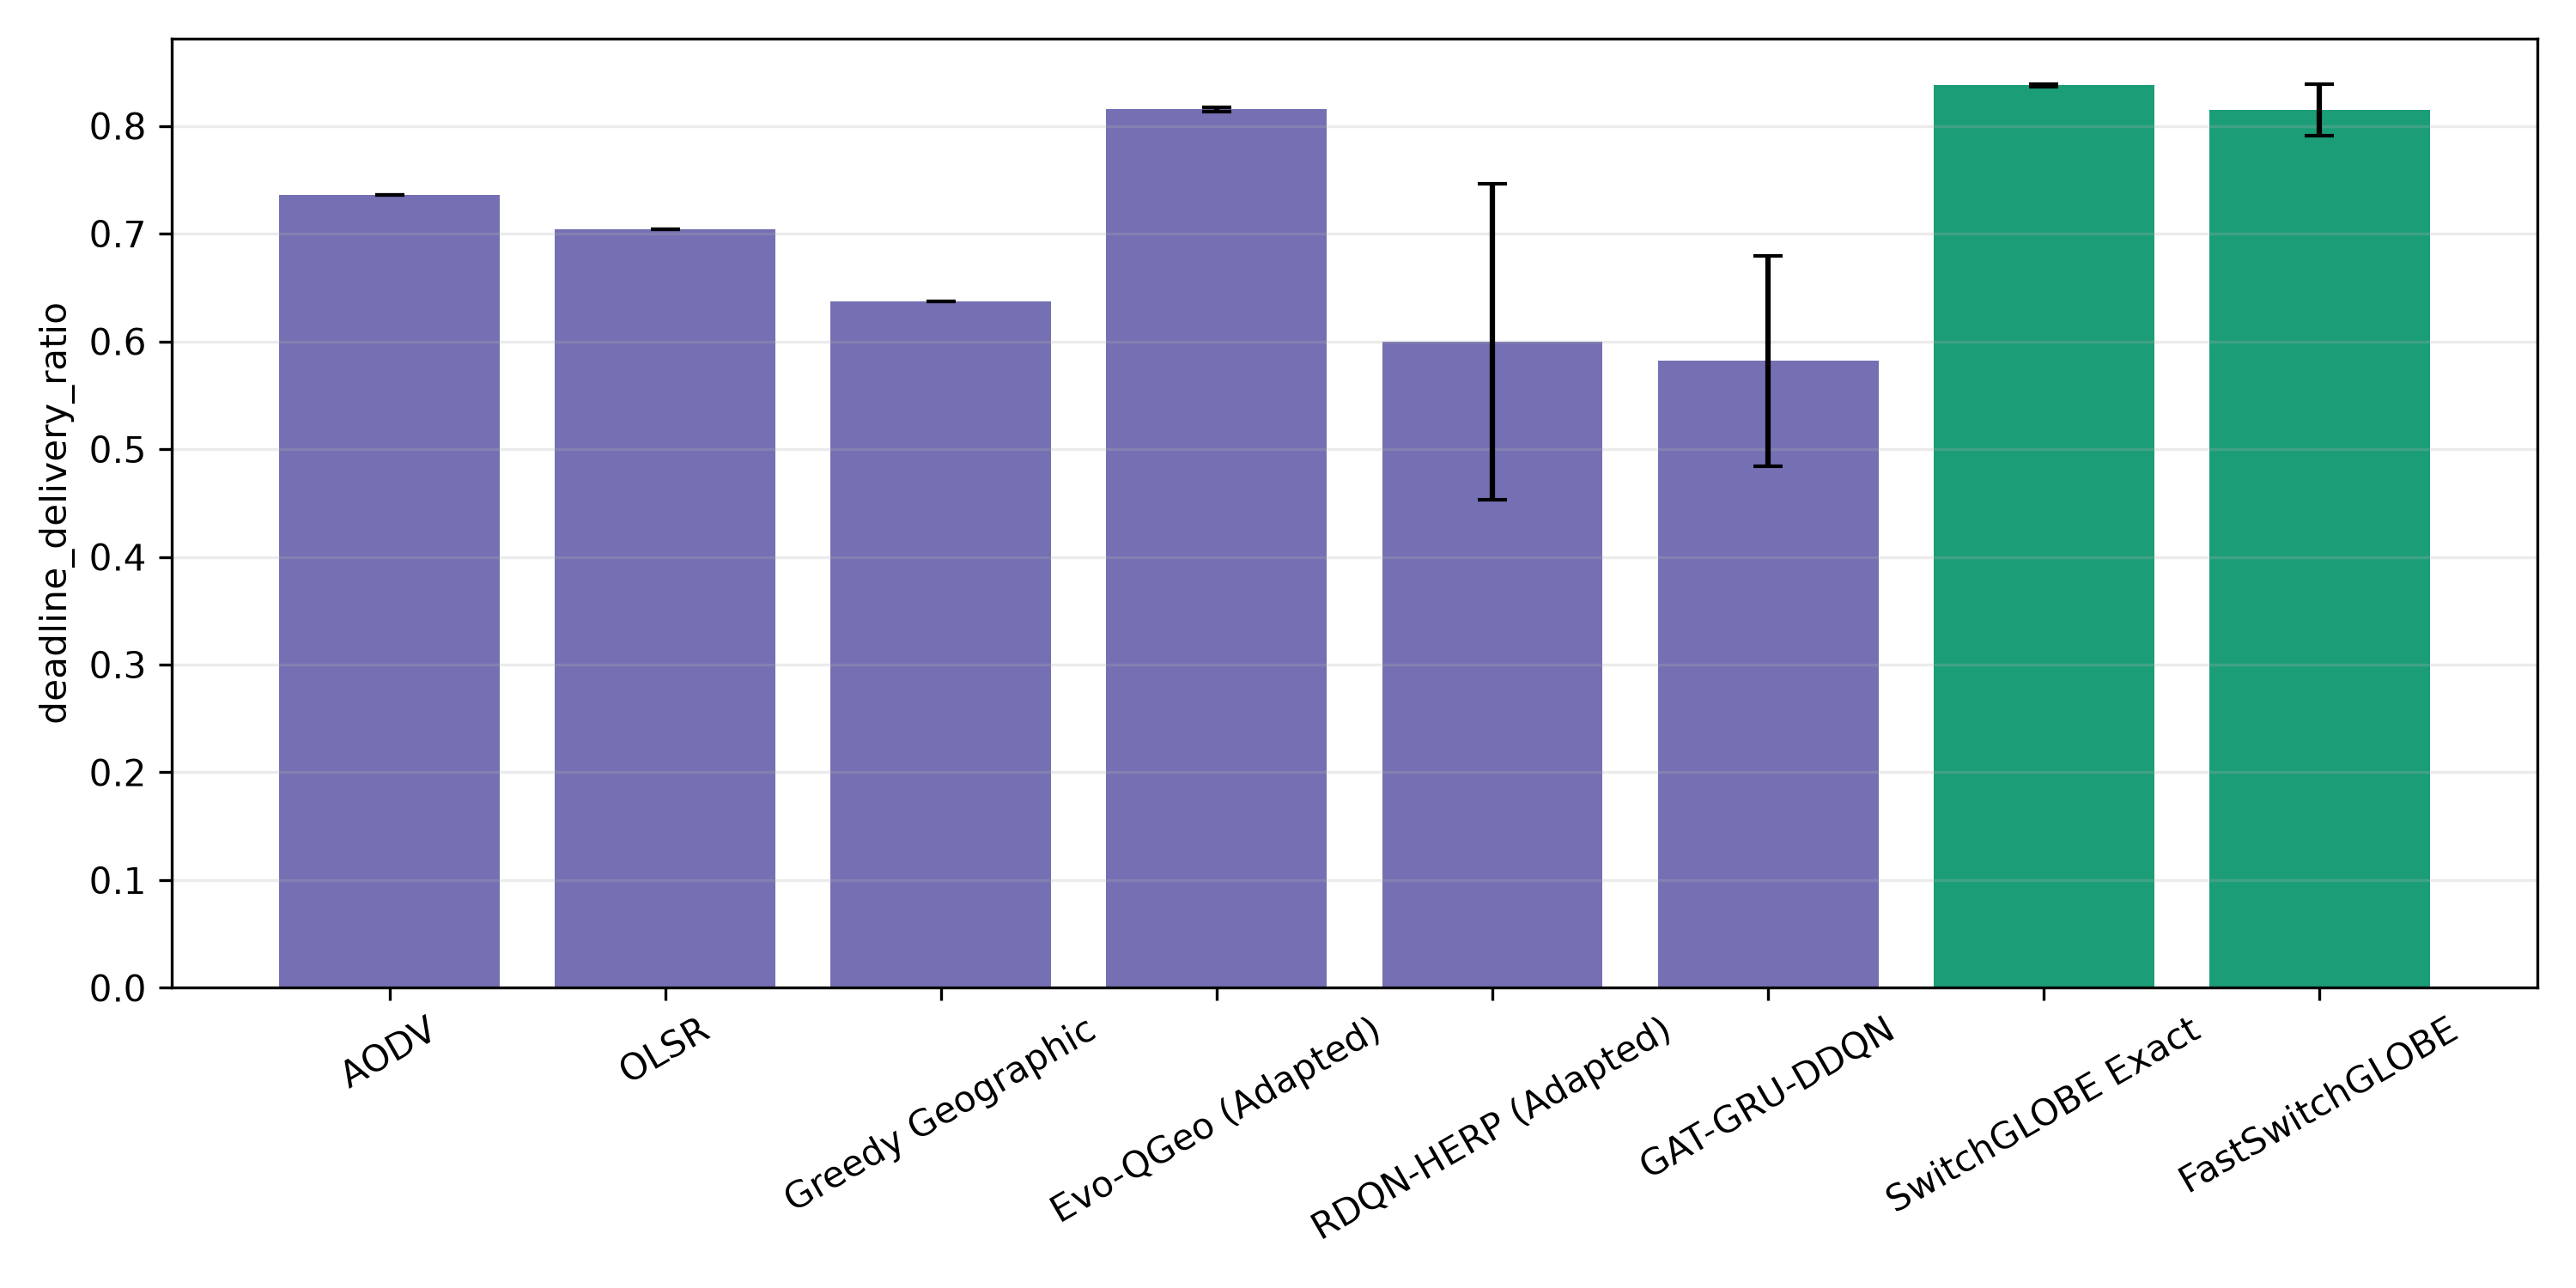 deadline_delivery_ratio
0.8
0.7
0.6
0.5
0.4
0.3
0.2
0.1
0.0
AODV
OLSR
Greedy Geographic
Evo-QGeo (Adapted)
RDQN-HERP (Adapted)
GAT-GRU-DDQN
SwitchGLOBE Exact
FastSwitchGLOBE